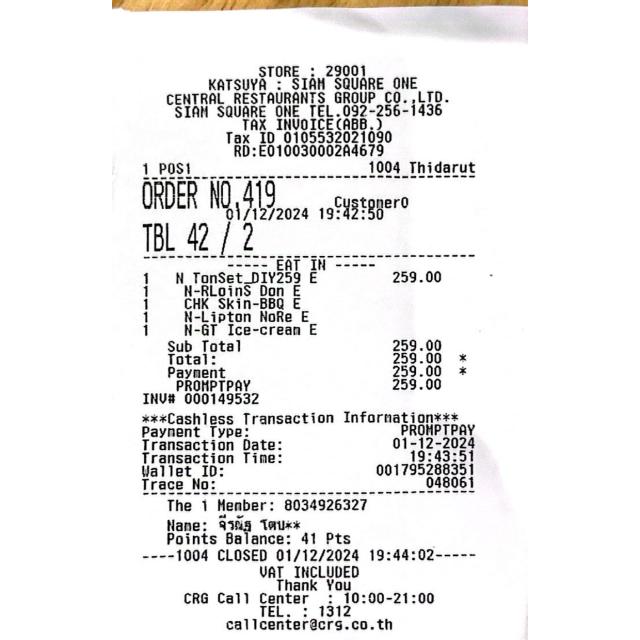 STORE : 29001
KATSUYA : SIAM SQUARE ONE
CENTRAL RESTAURANTS GROUP CO.,LTD.
SIAM SQUARE ONE TEL.092-256-1436
TAX INVOICE(ABB.)
Tax ID 0105532021090
RD:E010030002A4679
1 POS1 1004 Thidarut
ORDER NO.419 Customer0
01/12/2024 19:42:50
TBL 42 / 2
----- EAT IN -----
1 N TonSet_DIY259 E 259.00
1 N-RLoinS Don E
1 CHK Skin-BBQ E
1 N-Lipton NoRe E
1 N-GT Ice-cream E
Sub Total 259.00
Total: 259.00 *
Payment 259.00 *
PROMPTPAY 259.00
INV# 000149532
***Cashless Transaction Information***
Payment Type: PROMPTPAY
Transaction Date: 01-12-2024
Transaction Time: 19:43:51
Wallet ID: 001795288351
Trace No: 048061
The 1 Member: 8034926327
Name: จีรณัฐ โตบ**
Points Balance: 41 Pts
----1004 CLOSED 01/12/2024 19:44:02-----
VAT INCLUDED
Thank You
CRG Call Center : 10:00-21:00
TEL. : 1312
callcenter@crg.co.th